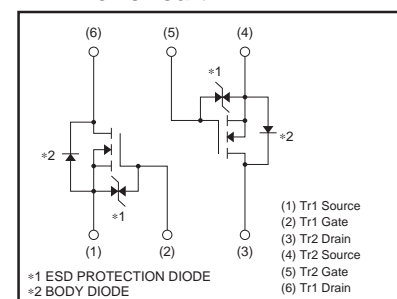 (6) (5) (4)
∗1
∗2
∗2
∗1
(1) (2) (3)
(1) Tr1 Source
(2) Tr1 Gate
(3) Tr2 Drain
(4) Tr2 Source
(5) Tr2 Gate
(6) Tr1 Drain
∗1 ESD PROTECTION DIODE
∗2 BODY DIODE